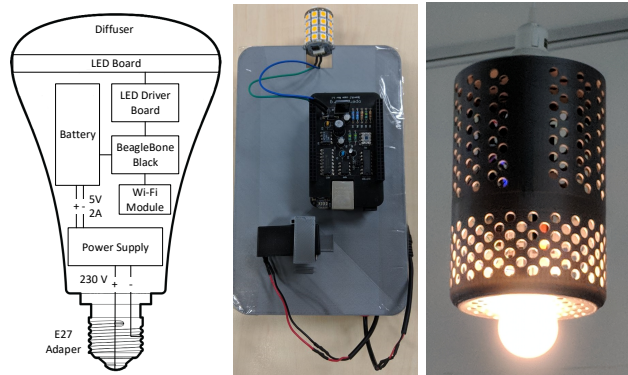 Diffuser
LED Board
LED Driver
Board
Battery
BeagleBone
Black
Wi-Fi
Module
+ - 5V
2A
Power Supply
230 V + -
E27
Adaper